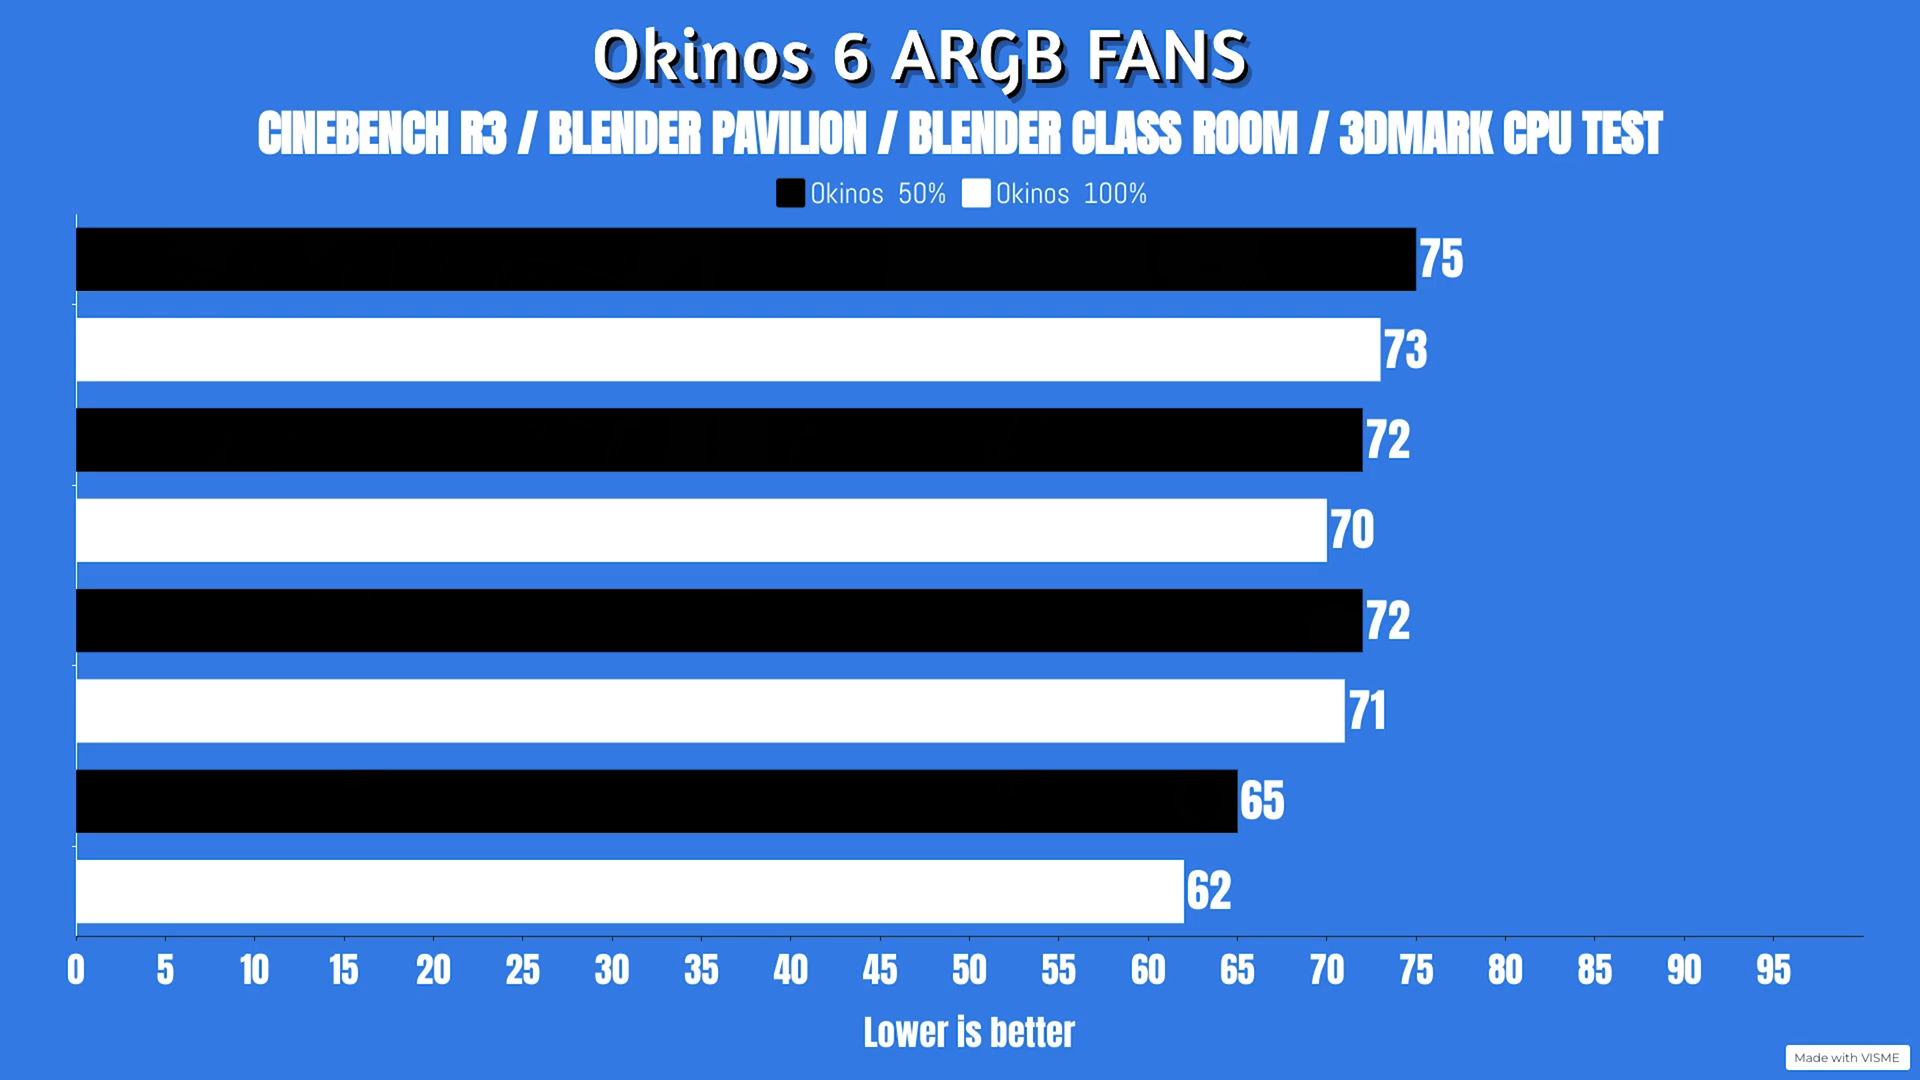 Okinos 6 ARGB FANS
CINEBENCH R3 / BLENDER PAVILION / BLENDER CLASS ROOM / 3DMARK CPU TEST
Okinos 50% Okinos 100%
75
73
72
70
72
71
65
62
0 5 10 15 20 25 30 35 40 45 50 55 60 65 70 75 80 85 90 95
Lower is better
Made with VISME